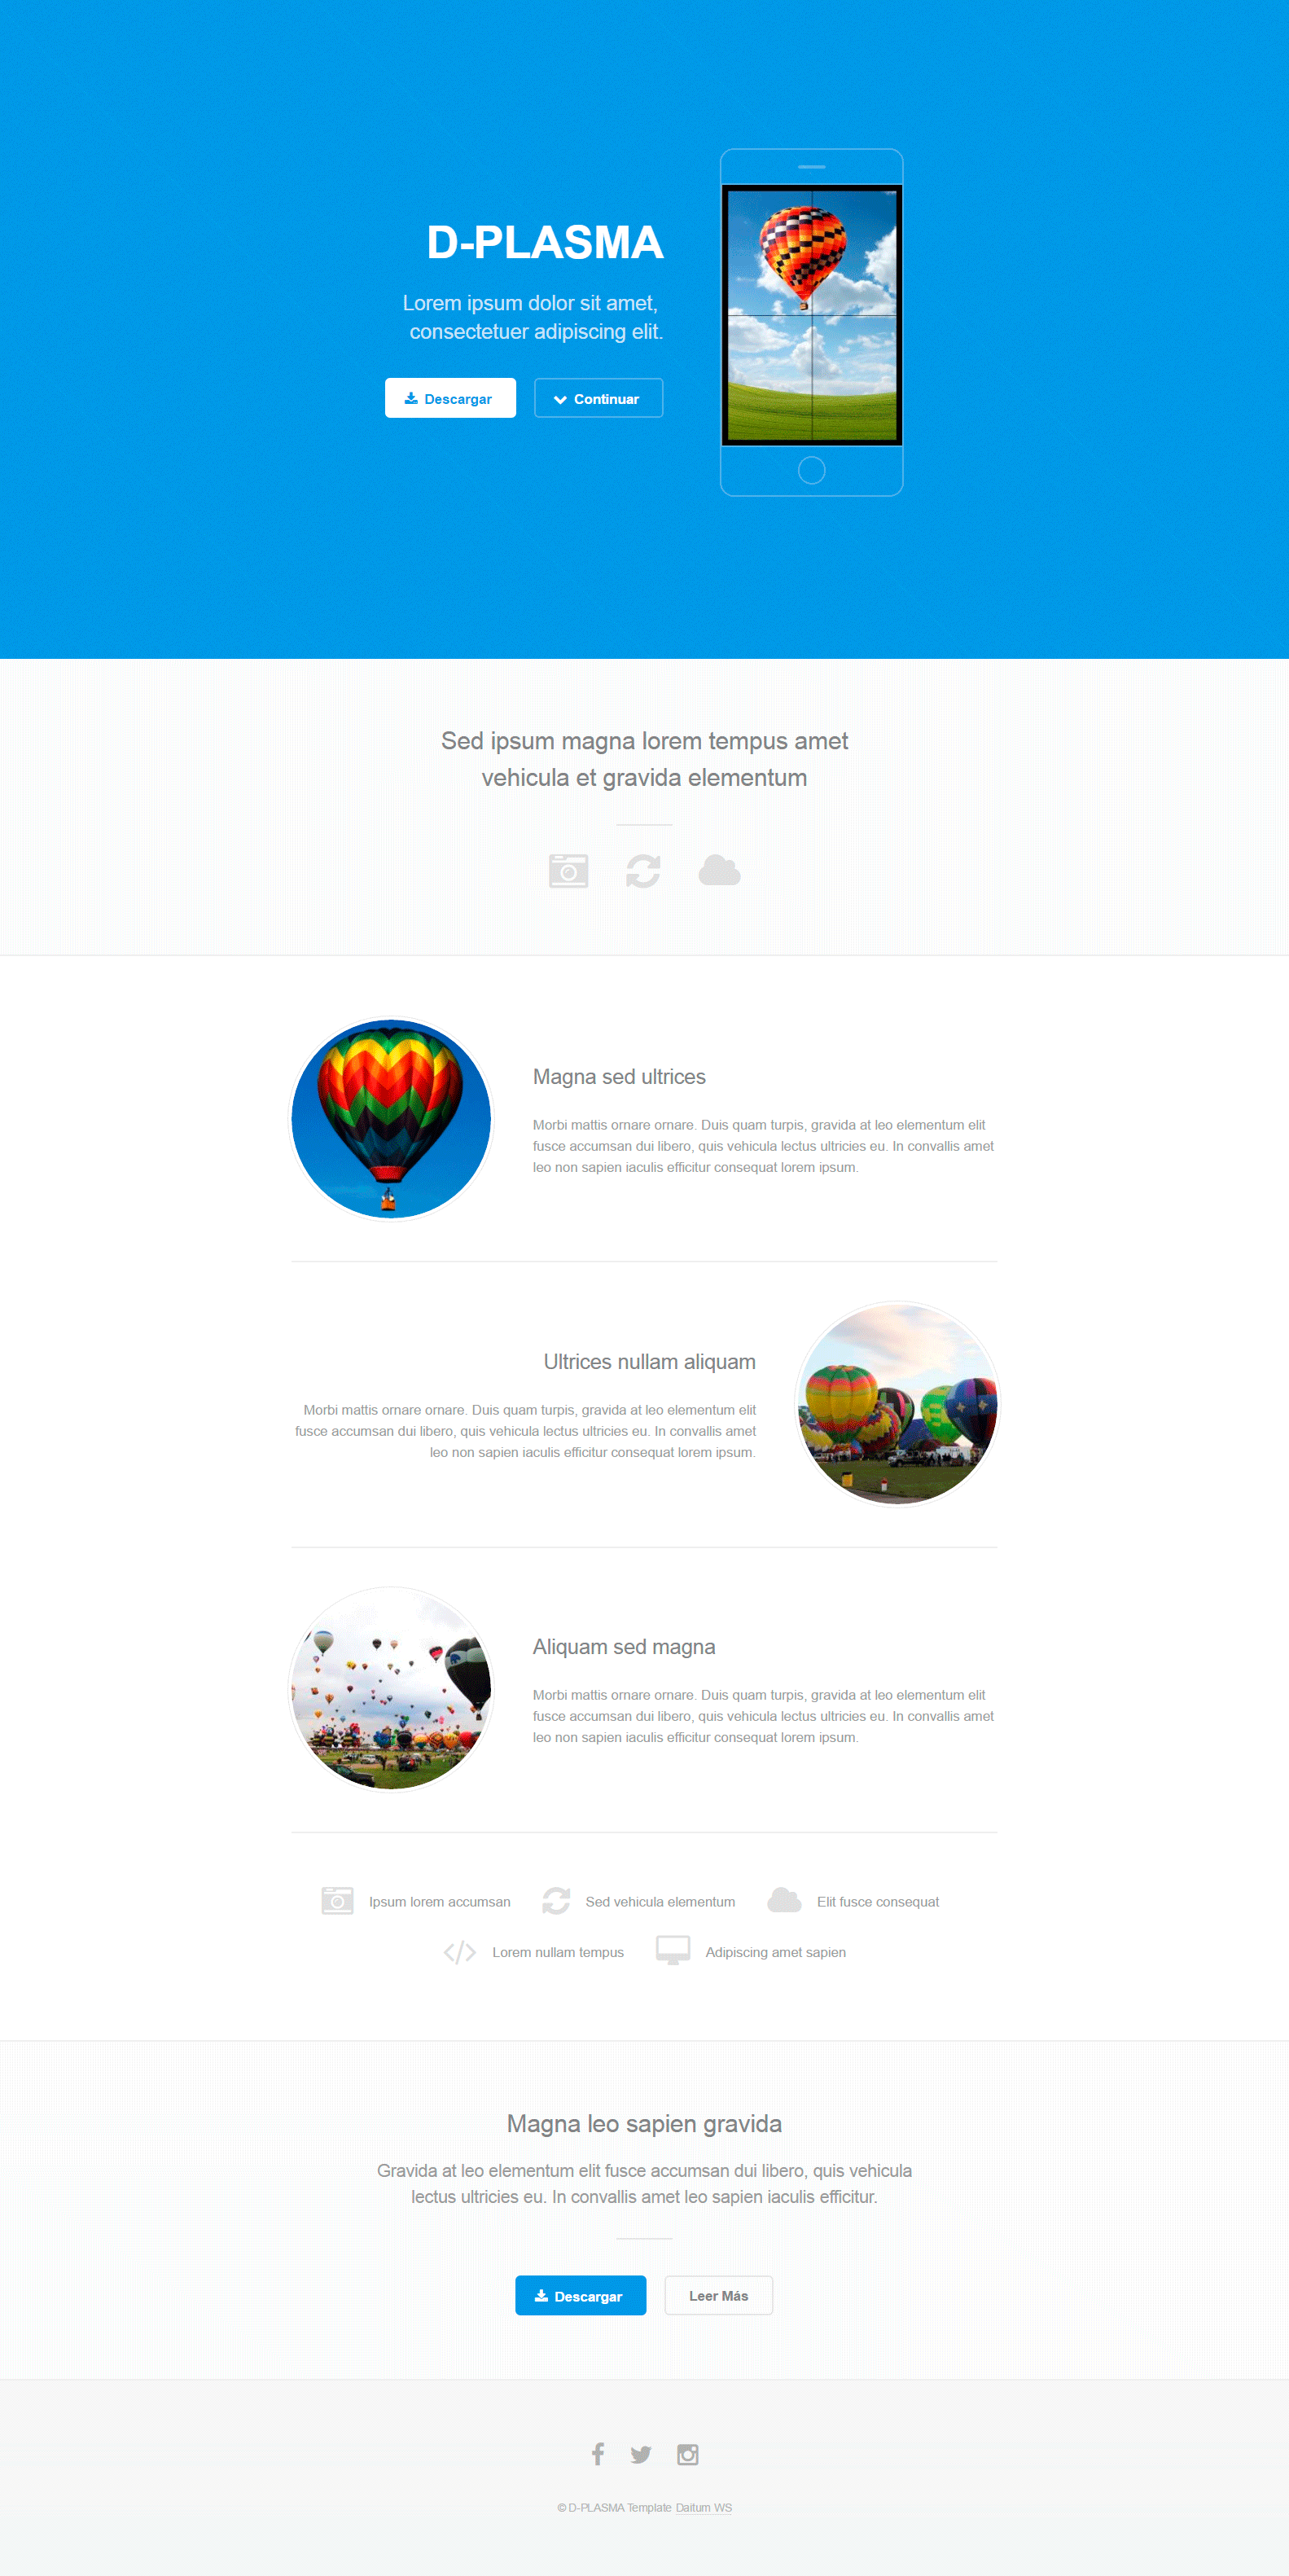 D-PLASMA
Lorem ipsum dolor sit amet,
consectetuer adipiscing elit.
Descargar
Continuar
Sed ipsum magna lorem tempus amet
vehicula et gravida elementum
Magna sed ultrices
Morbi mattis ornare ornare. Duis quam turpis, gravida at leo elementum elit
fusce accumsan dui libero, quis vehicula lectus ultricies eu. In convallis amet
leo non sapien iaculis efficitur consequat lorem ipsum.
Ultrices nullam aliquam
Morbi mattis ornare ornare. Duis quam turpis, gravida at leo elementum elit
fusce accumsan dui libero, quis vehicula lectus ultricies eu. In convallis amet
leo non sapien iaculis efficitur consequat lorem ipsum.
Aliquam sed magna
Morbi mattis ornare ornare. Duis quam turpis, gravida at leo elementum elit
fusce accumsan dui libero, quis vehicula lectus ultricies eu. In convallis amet
leo non sapien iaculis efficitur consequat lorem ipsum.
Ipsum lorem accumsan
Sed vehicula elementum
Elit fusce consequat
Lorem nullam tempus
Adipiscing amet sapien
Magna leo sapien gravida
Gravida at leo elementum elit fusce accumsan dui libero, quis vehicula
lectus ultricies eu. In convallis amet leo sapien iaculis efficitur.
Descargar
Leer Más
© D-PLASMA Template Daitum WS